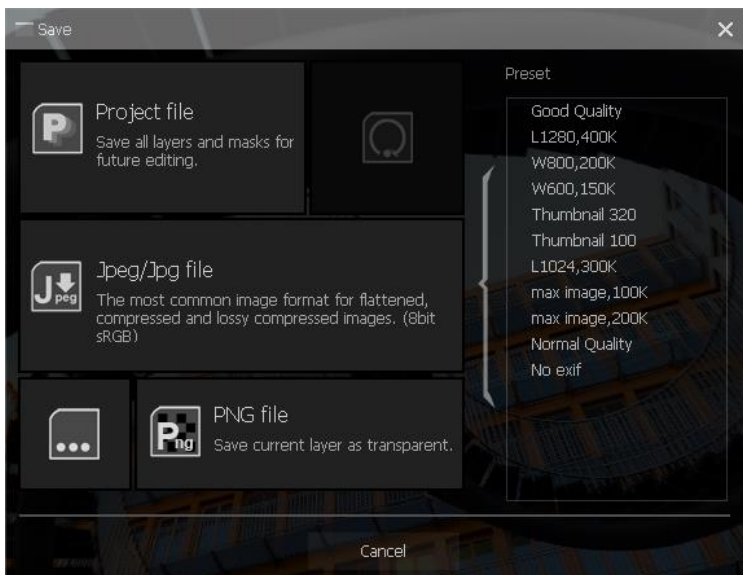 Save
Preset
P
Project file
Save all layers and masks for
future editing.
Good Quality
L1280,400K
W800,200K
W600,150K
Thumbnail 320
Thumbnail 100
L1024,300K
max image,100K
max image,200K
Normal Quality
No exif
J peg
Jpeg/Jpg file
The most common image format for flattened,
compressed and lossy compressed images. (8bit
sRGB)
Png
PNG file
Save current layer as transparent.
Cancel